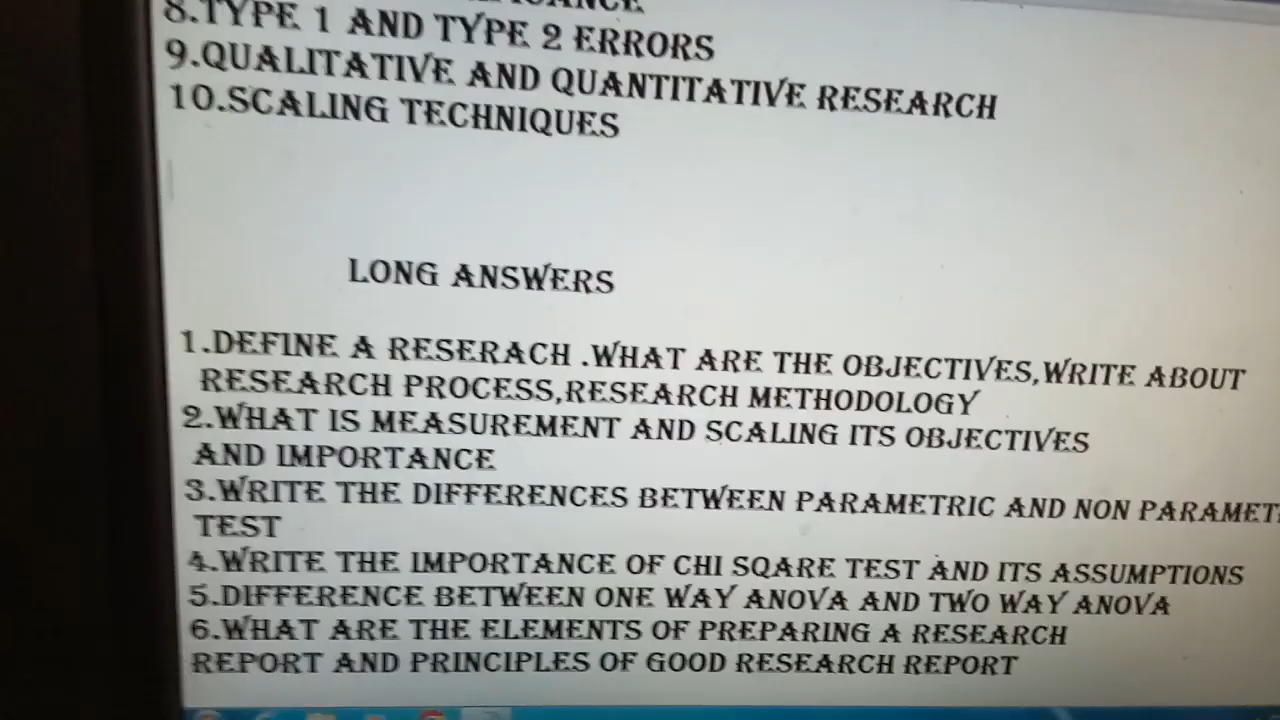 8.TYPE 1 AND TYPE 2 ERRORS
9.QUALITATIVE AND QUANTITATIVE RESEARCH
10.SCALING TECHNIQUES
LONG ANSWERS
1.DEFINE A RESERACH .WHAT ARE THE OBJECTIVES,WRITE ABOUT
RESEARCH PROCESS,RESEARCH METHODOLOGY
2.WHAT IS MEASUREMENT AND SCALING ITS OBJECTIVES
AND IMPORTANCE
3.WRITE THE DIFFERENCES BETWEEN PARAMETRIC AND NON PARAMET
TEST
4.WRITE THE IMPORTANCE OF CHI SQARE TEST AND ITS ASSUMPTIONS
5.DIFFERENCE BETWEEN ONE WAY ANOVA AND TWO WAY ANOVA
6.WHAT ARE THE ELEMENTS OF PREPARING A RESEARCH
REPORT AND PRINCIPLES OF GOOD RESEARCH REPORT